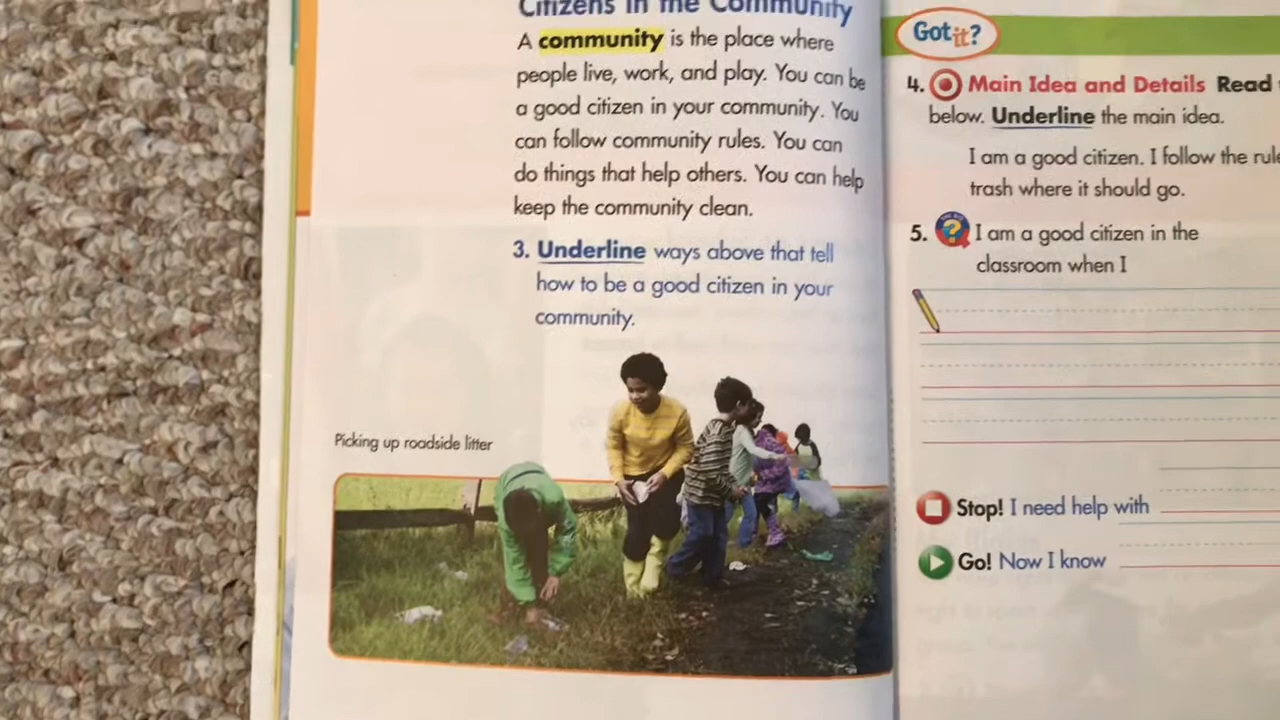 Citizens in the Community
A community is the place where
people live, work, and play. You can be
a good citizen in your community. You
can follow community rules. You can
do things that help others. You can help
keep the community clean.
3. Underline ways above that tell
how to be a good citizen in your
community.
Picking up roadside litter
Got it?
4. Main Idea and Details Read
below. Underline the main idea.
I am a good citizen. I follow the
trash where it should go.
5. ? I am a good citizen in the
classroom when I
Stop! I need help with
Go! Now I know